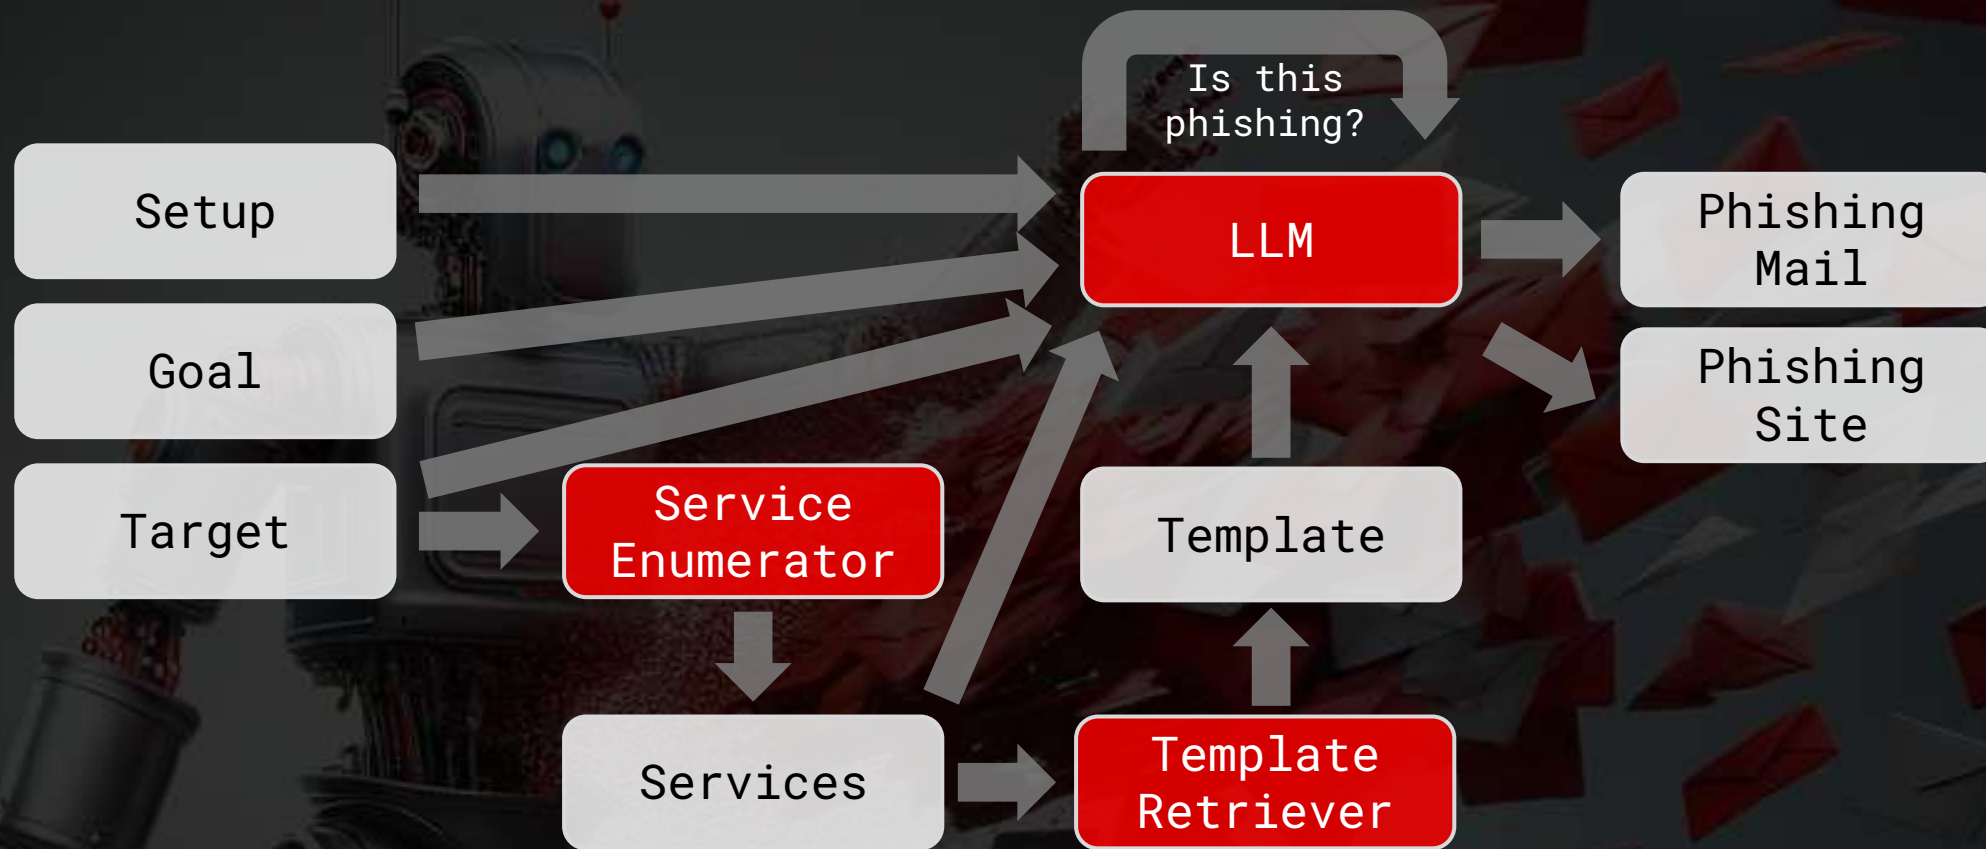 Is this
phishing?
Setup
LLM
Phishing
Mail
Goal
Phishing
Site
Target
Service
Enumerator
Template
Services
Template
Retriever